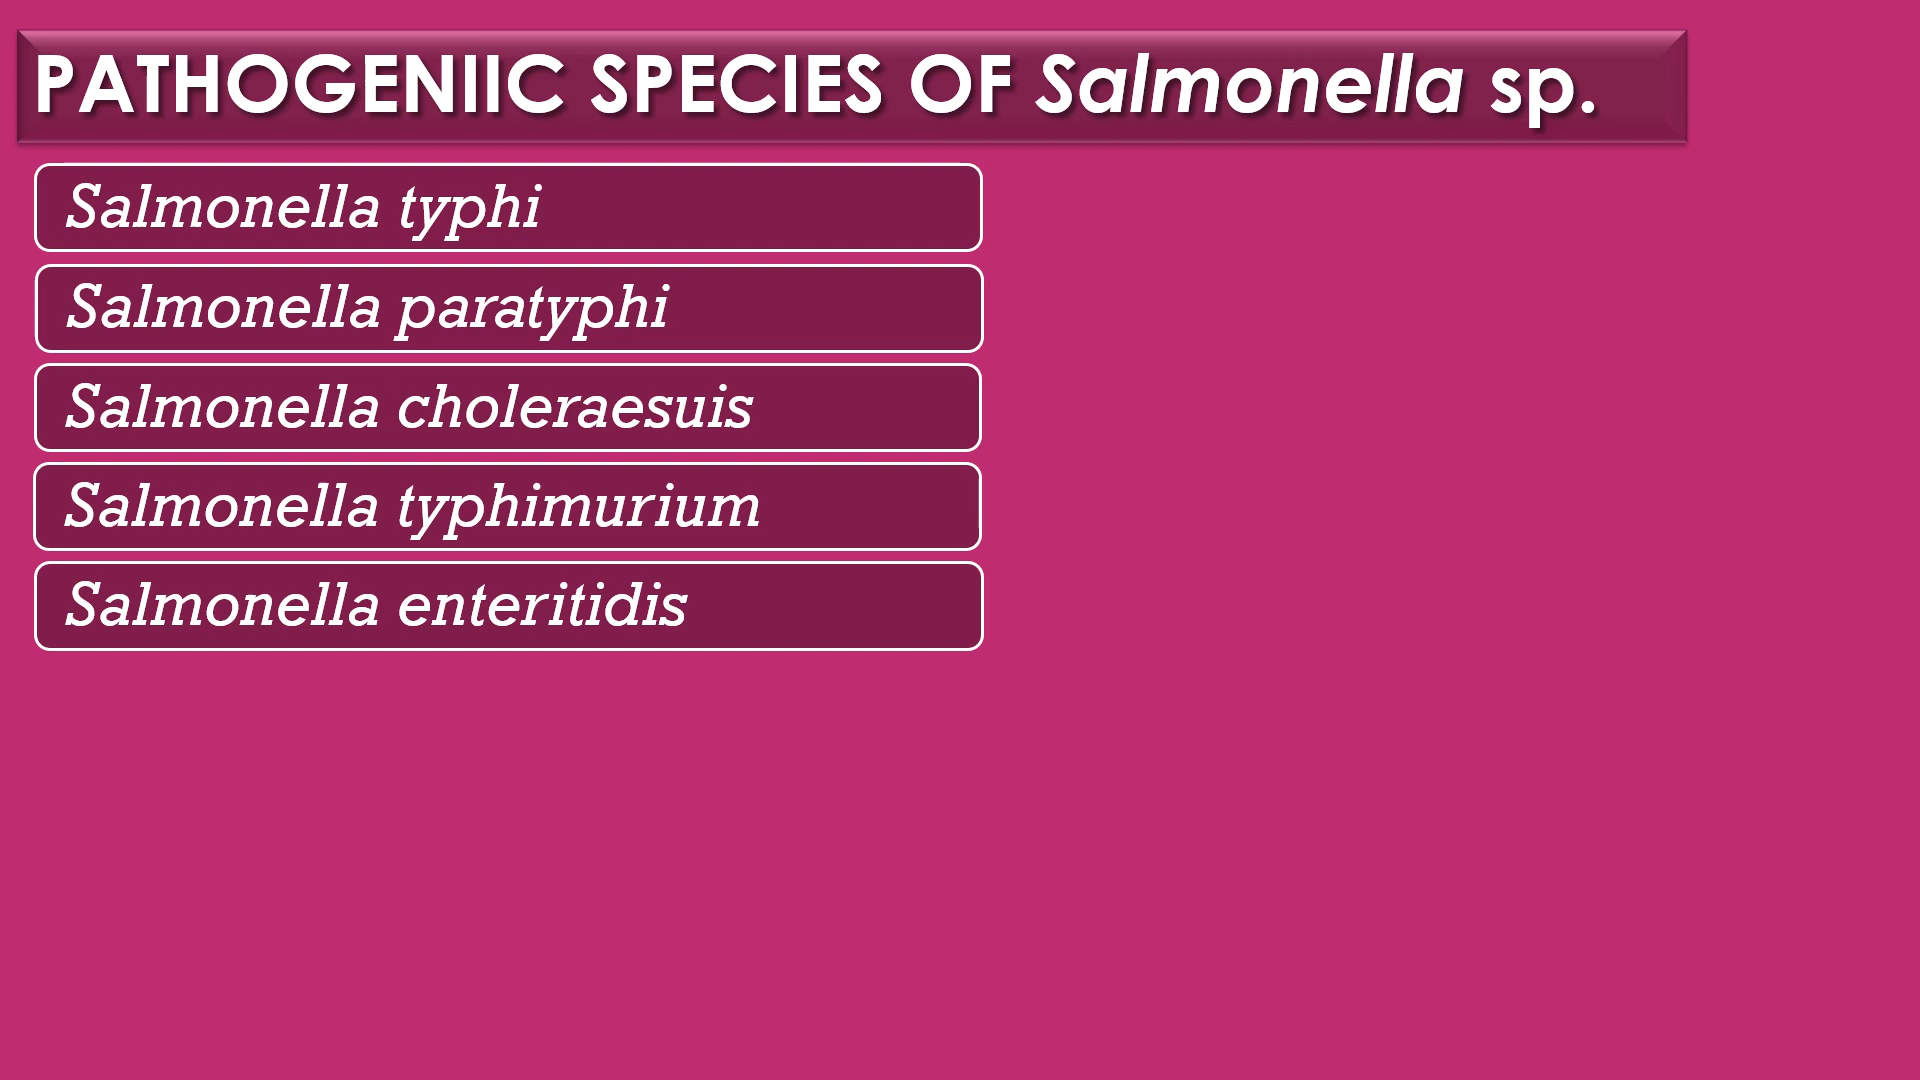 PATHOGENIIC SPECIES OF Salmonella sp.
Salmonella typhi
Salmonella paratyphi
Salmonella choleraesuis
Salmonella typhimurium
Salmonella enteritidis